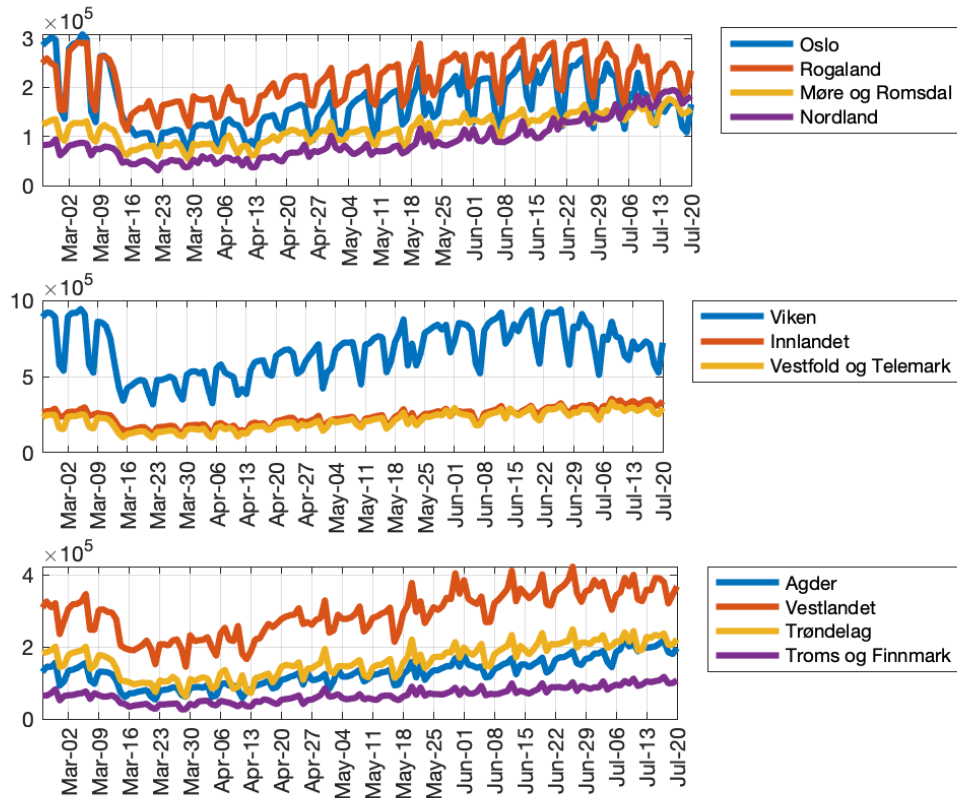 ×10⁵
3
2
1
0
Mar-02
Mar-09
Mar-16
Mar-23
Mar-30
Apr-06
Apr-13
Apr-20
Apr-27
May-04
May-11
May-18
May-25
Jun-01
Jun-08
Jun-15
Jun-22
Jun-29
Jul-06
Jul-13
Jul-20
Oslo
Rogaland
Møre og Romsdal
Nordland
×10⁵
10
5
0
Mar-02
Mar-09
Mar-16
Mar-23
Mar-30
Apr-06
Apr-13
Apr-20
Apr-27
May-04
May-11
May-18
May-25
Jun-01
Jun-08
Jun-15
Jun-22
Jun-29
Jul-06
Jul-13
Jul-20
Viken
Innlandet
Vestfold og Telemark
×10⁵
4
2
0
Mar-02
Mar-09
Mar-16
Mar-23
Mar-30
Apr-06
Apr-13
Apr-20
Apr-27
May-04
May-11
May-18
May-25
Jun-01
Jun-08
Jun-15
Jun-22
Jun-29
Jul-06
Jul-13
Jul-20
Agder
Vestlandet
Trøndelag
Troms og Finnmark